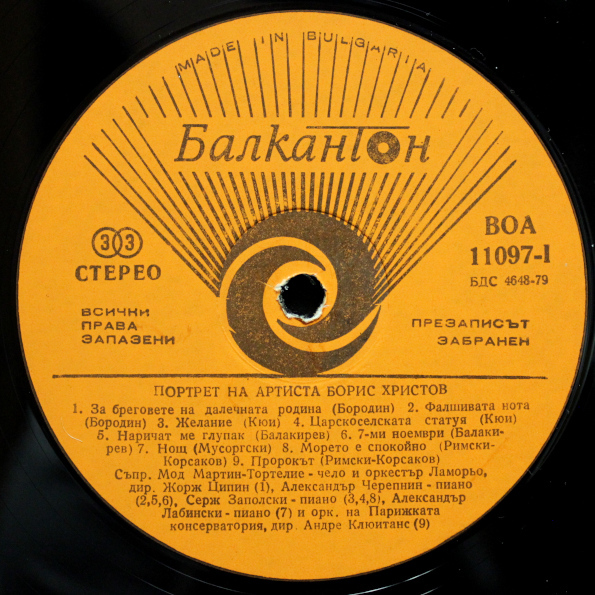 MADE IN BULGARIA
Балкантон
33
СТЕРЕО
ВОА
11097-I
БДС 4648-79
ВСИЧКИ
ПРАВА
ЗАПАЗЕНИ
ПРЕЗАПИСЪТ
ЗАБРАНЕН
ПОРТРЕТ НА АРТИСТА БОРИС ХРИСТОВ
1. За бреговете на далечната родина (Бородин) 2. Фалшивата нота
(Бородин) 3. Желание (Кюи) 4. Царскоселската статуя (Кюи)
5. Наричат ме глупак (Балакирев) 6. 7-ми ноември (Балаки-
рев) 7. Нощ (Мусоргски) 8. Морето е спокойно (Римски-
Корсаков) 9. Пророкът (Римски-Корсаков)
Съпр. Мод Мартин-Тортелие - чело и оркестър Ламорьо,
дир. Жорж Ципин (1), Александър Черепнин - пиано
(2,5,6), Серж Заполски - пиано (3,4,8), Александър
Лабински - пиано (7) и орк. на Парижката
консерватория, дир. Андре Клюитанс (9)